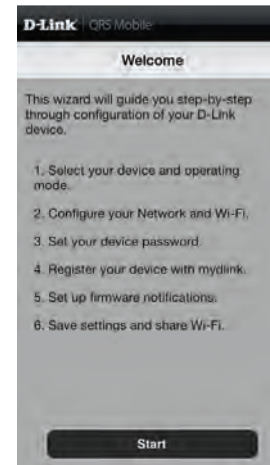 D-Link QRS Mobile
Welcome
This wizard will guide you step-by-step
through configuration of your D-Link
device.
1. Select your device and operating
mode.
2. Configure your Network and Wi-Fi.
3. Set your device password.
4. Register your device with mydlink.
5. Set up firmware notifications.
6. Save settings and share Wi-Fi.
Start